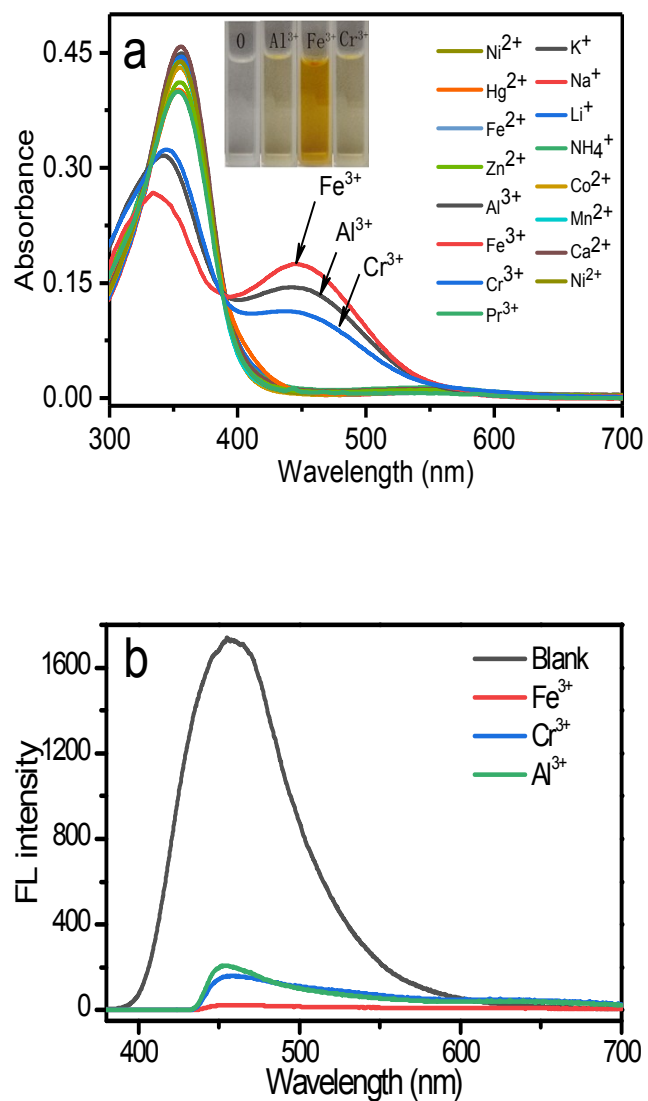 a
0 Al³⁺ Fe³⁺ Cr³⁺
Ni²⁺ K⁺
Hg²⁺ Na⁺
Fe²⁺ Li⁺
Zn²⁺ NH₄⁺
Al³⁺ Co²⁺
Fe³⁺ Mn²⁺
Cr³⁺ Ca²⁺
Pr³⁺ Ni²⁺
Fe³⁺
Al³⁺
Cr³⁺
0.45
0.30
0.15
0.00
Absorbance
300 400 500 600 700
Wavelength (nm)
b
Blank
Fe³⁺
Cr³⁺
Al³⁺
1600
1200
800
400
0
FL intensity
400 500 600 700
Wavelength (nm)